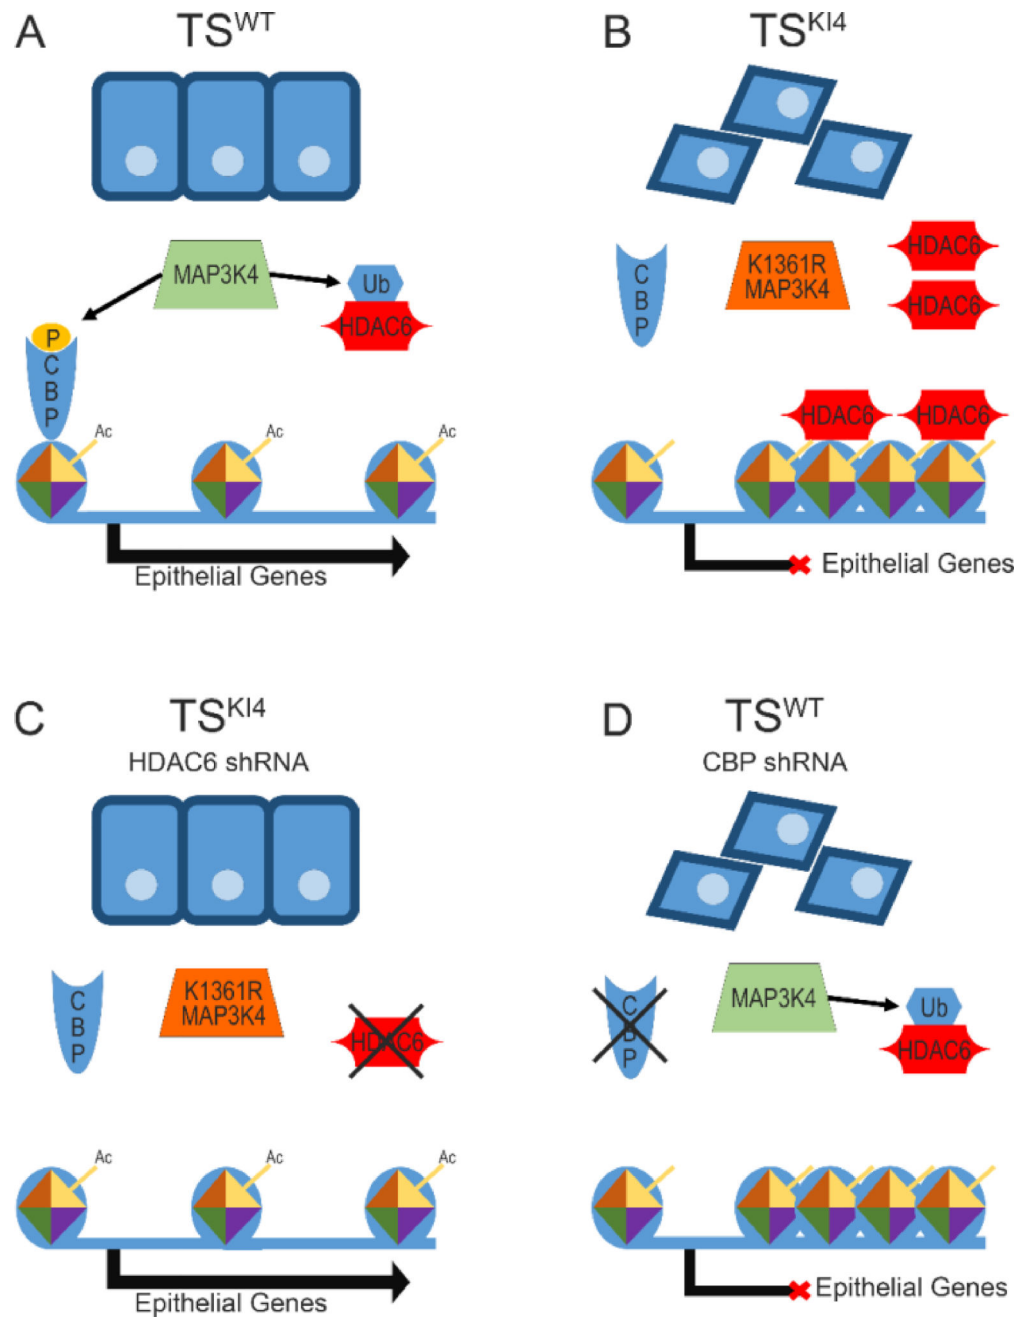 A
TS^WT
MAP3K4
Ub
HDAC6
P
C
B
P
Ac
Ac
Ac
Epithelial Genes
B
TS^KI4
C
B
P
K1361R
MAP3K4
HDAC6
HDAC6
HDAC6
HDAC6
Epithelial Genes
C
TS^KI4
HDAC6 shRNA
C
B
P
K1361R
MAP3K4
HDAC6
Ac
Ac
Ac
Epithelial Genes
D
TS^WT
CBP shRNA
C
B
P
MAP3K4
Ub
HDAC6
Epithelial Genes